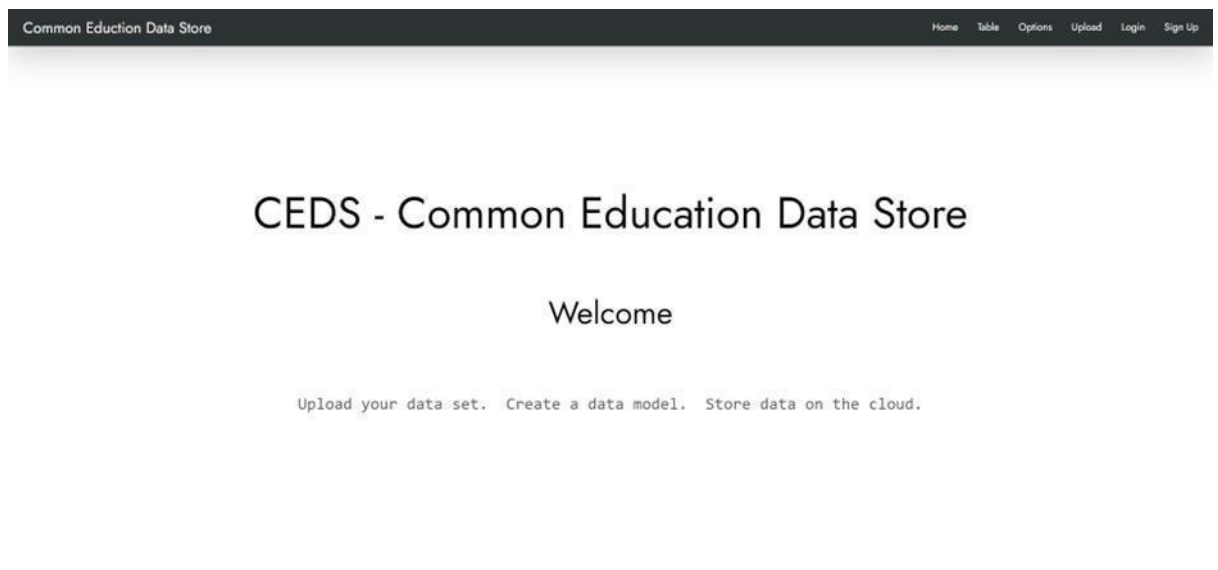 Common Eduction Data Store
Home Table Options Upload Login Sign Up
CEDS - Common Education Data Store
Welcome
Upload your data set. Create a data model. Store data on the cloud.